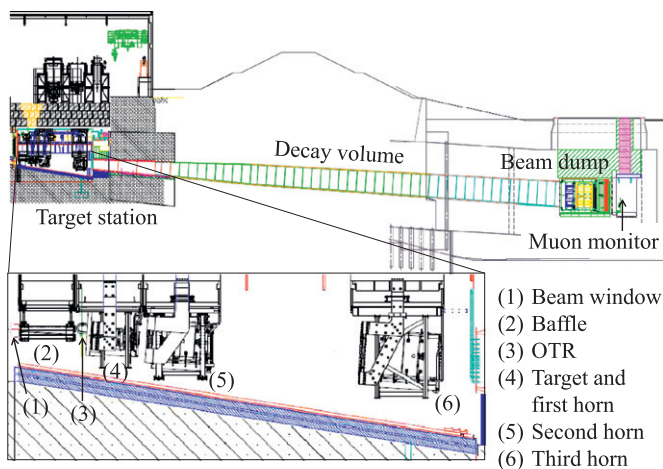 Decay volume
Beam dump
Target station
Muon monitor
(1) Beam window
(2) Baffle
(3) OTR
(4) Target and
first horn
(5) Second horn
(6) Third horn
(2)
(4)
(5)
(6)
(1)
(3)